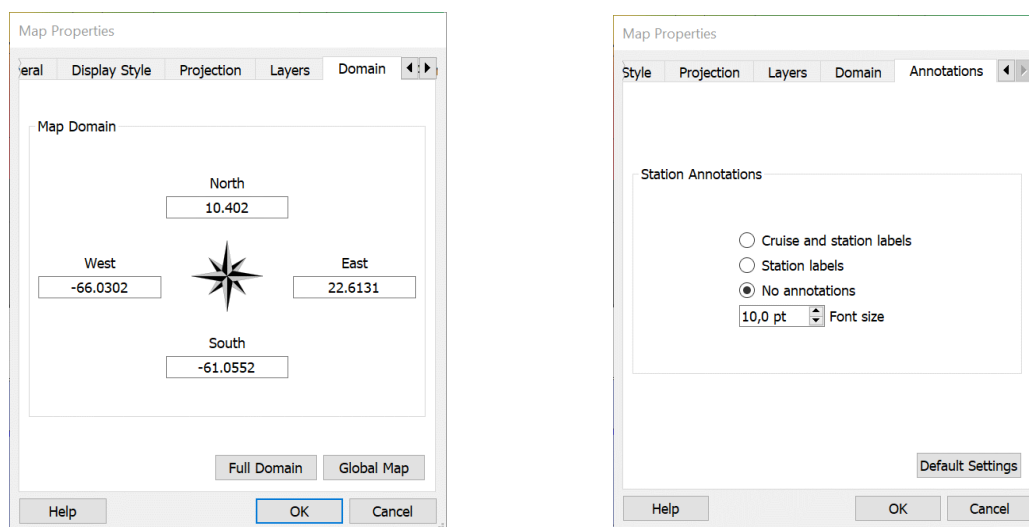 Map Properties
eral Display Style Projection Layers Domain
Map Domain
North
10.402
West
East
-66.0302
22.6131
South
-61.0552
Full Domain Global Map
Help OK Cancel
Map Properties
Style Projection Layers Domain Annotations
Station Annotations
Cruise and station labels
Station labels
No annotations
10,0 pt Font size
Default Settings
Help OK Cancel